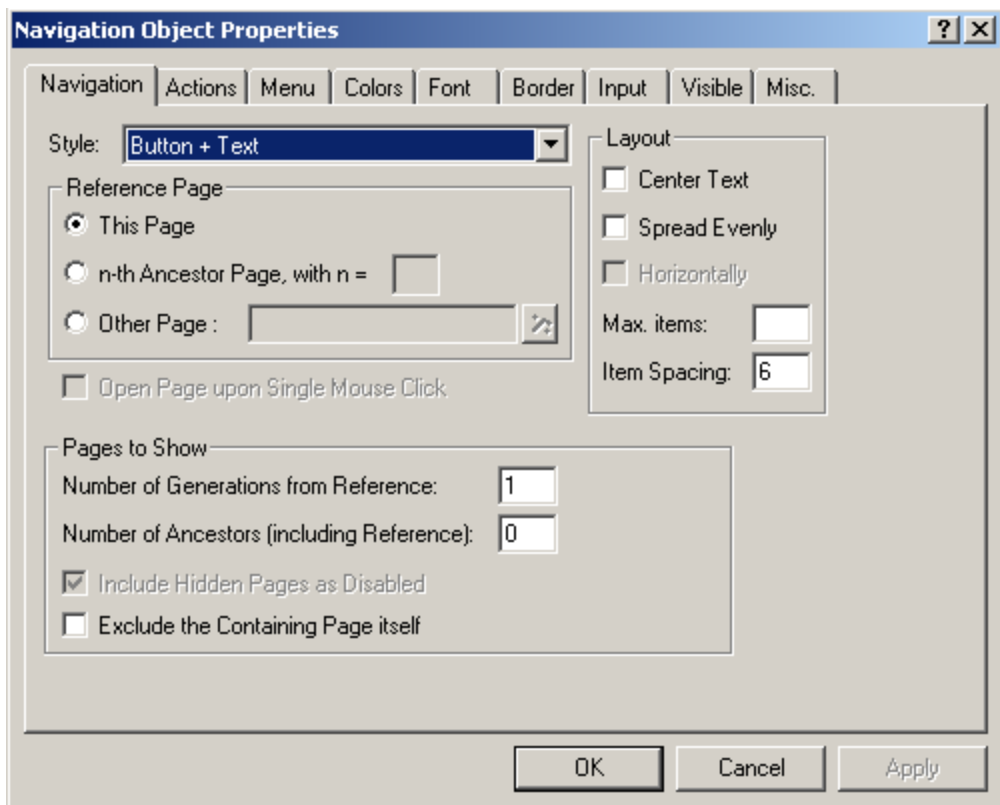 Navigation Object Properties
Navigation Actions Menu Colors Font Border Input Visible Misc.
Style: Button + Text
Reference Page
This Page
n-th Ancestor Page, with n =
Other Page :
Open Page upon Single Mouse Click
Layout
Center Text
Spread Evenly
Horizontally
Max. items:
Item Spacing: 6
Pages to Show
Number of Generations from Reference: 1
Number of Ancestors (including Reference): 0
Include Hidden Pages as Disabled
Exclude the Containing Page itself
OK Cancel Apply